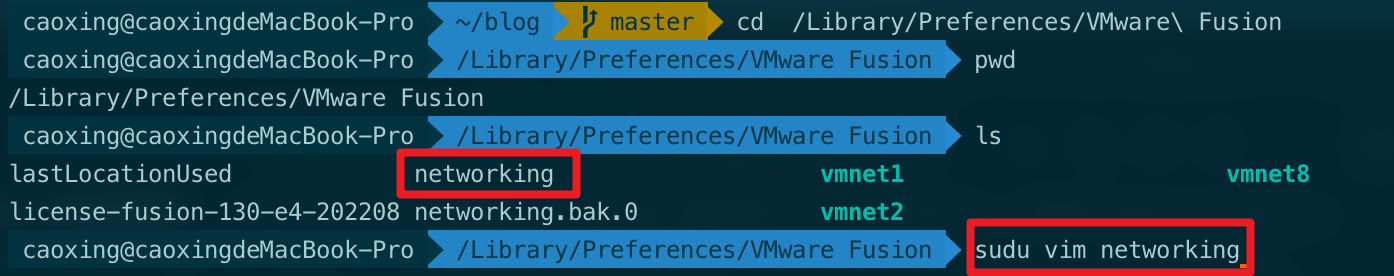 caoxing@caoxingdeMacBook-Pro ~/blog master cd /Library/Preferences/VMware\ Fusion
caoxing@caoxingdeMacBook-Pro /Library/Preferences/VMware Fusion pwd
/Library/Preferences/VMware Fusion
caoxing@caoxingdeMacBook-Pro /Library/Preferences/VMware Fusion ls
lastLocationUsed networking vmnet1 vmnet8
license-fusion-130-e4-202208 networking.bak.0 vmnet2
caoxing@caoxingdeMacBook-Pro /Library/Preferences/VMware Fusion sudu vim networking